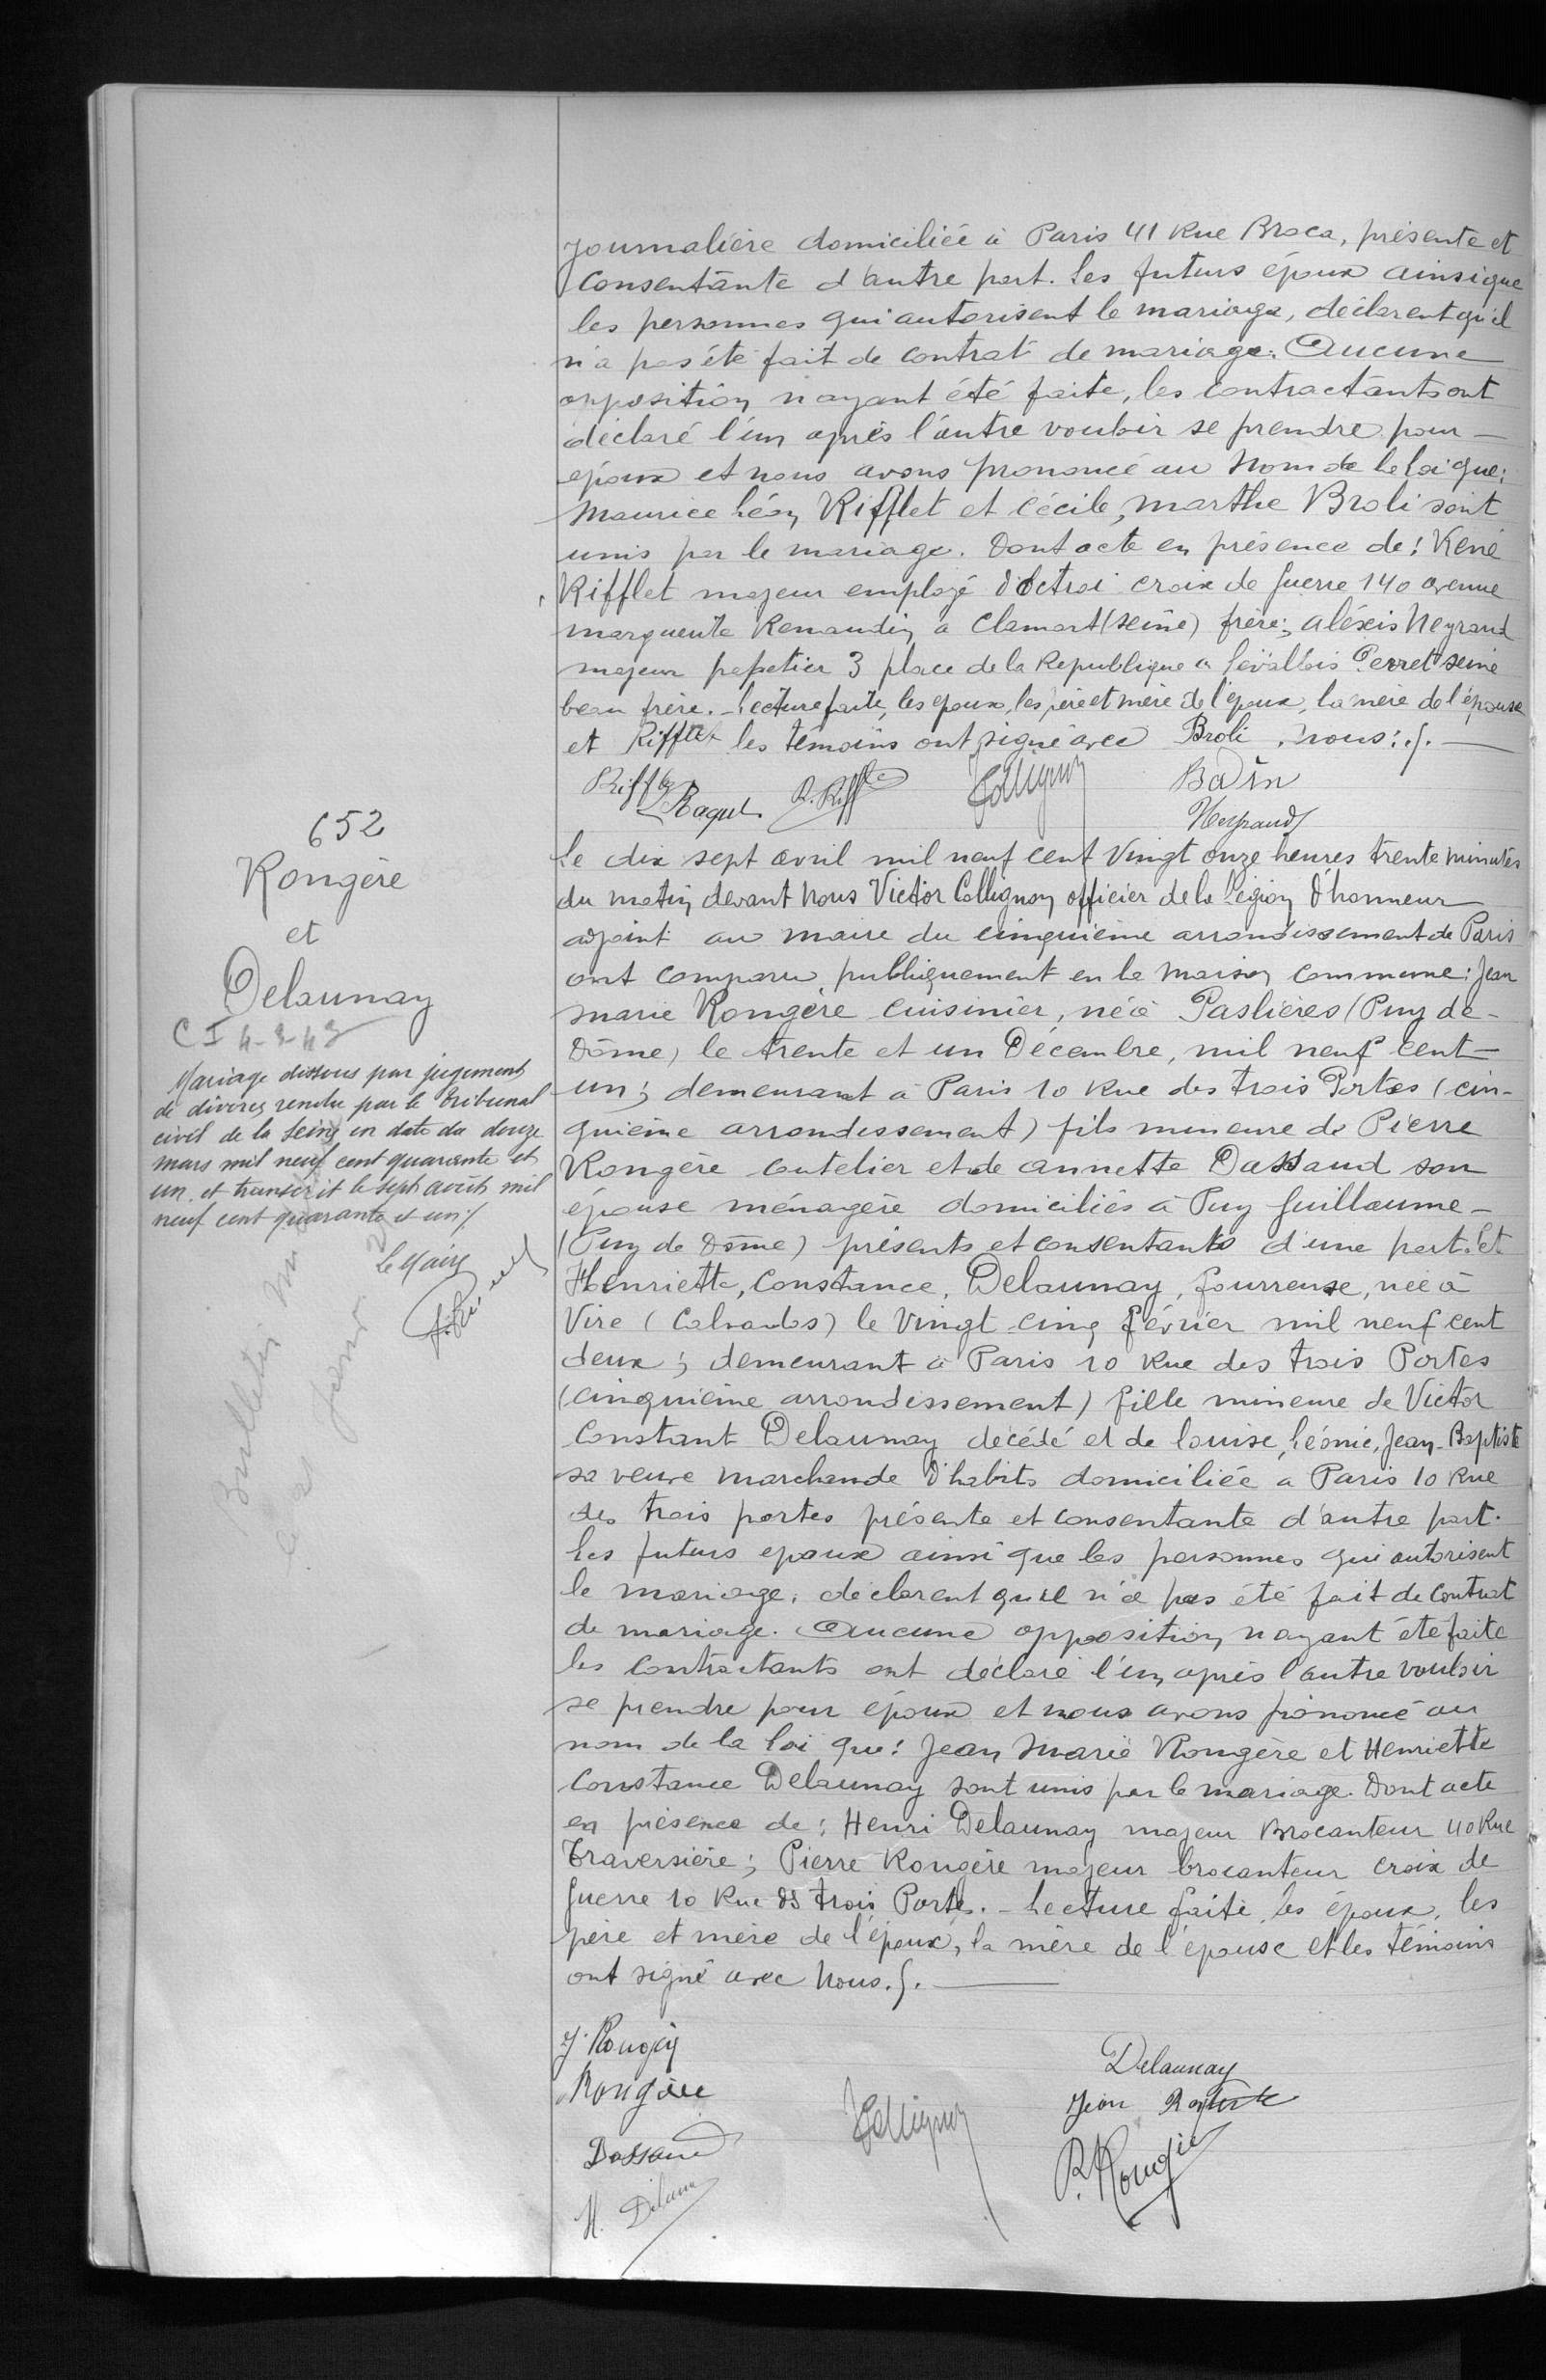 Journalière domiciliée à Paris 41 Rue Broca, présente et
consentante d'autre part. Les futurs époux ainsi que
les personnes qui autorisent le mariage, déclarent qu'il
n'a pas été fait de contrat de mariage. Aucune
opposition n'ayant été faite, les contractants ont
déclaré l'un après l'autre vouloir se prendre pour
époux et nous avons prononcé au nom de la loi que:
Maurice Léon Rifflet et Cécile, Marthe Broli sont
unis par le mariage. Dont acte en présence de: René
Rifflet majeur employé d'octroi croix de guerre 140 avenue
marguerite Renaudin à Clamart (Seine) frère; aléxis Neyrand
majeur papetier 3 place de la République à Levallois Perret Seine
beau frère. - Lecture faite, les époux, les père et mère de l'époux, la mère de l'épouse
et Rifflet les témoins ont signé avec Broli nous:.
Riffle Raqul R. Riff Collignon Badin
Neyrand
652
Rongère
et
Delaunay
C I 4-3-43
Mariage dissous par jugement
de divorce rendu par le tribunal
civil de la Seine en date du douze
mars mil neuf cent quarante et
un et transcrit le sept août mil
neuf cent quarante et un./
Le Maire
Bulletin
Le dix sept avril mil neuf cent Vingt onze heures trente minutes
du matin devant nous Victor Collignon officier de la Légion d'honneur
adjoint au maire du cinquième arrondissement de Paris
ont comparu publiquement en la maison commune: Jean
Marie Rongère cuisinier, né à Paslières (Puy de-
Dôme) le trente et un Décembre, mil neuf cent-
un; demeurant à Paris 10 Rue des trois Portes (cin-
quième arrondissement) fils mineure de Pierre
Rongère coutelier et de annette Dassaud son
épouse ménagère domiciliés à Puy Guillaume-
(Puy de Dôme) présents et consentants d'une part. Et
Henriette, Constance, Delaunay, fourreuse, née à
Vire (Calvados) le Vingt-cinq février mil neuf cent
deux; demeurant à Paris 10 Rue des trois Portes
(cinquième arrondissement) fille mineure de Victor
Constant Delaunay décédé et de Louise, Léonie, Jean-Baptiste
sa veuve marchande d'habits domiciliée à Paris 10 Rue
des trois portes présente et consentante d'autre part.
Les futurs époux ainsi que les personnes qui autorisent
le mariage, déclarent qu'il n'a pas été fait de contrat
de mariage. Aucune opposition n'ayant été faite
les contractants ont déclaré l'un après l'autre vouloir
se prendre pour époux et nous avons prononcé au
nom de la loi que: Jean Marie Rongère et Henriette
Constance Delaunay sont unis par le mariage. Dont acte
en présence de: Henri Delaunay majeur Brocanteur 40 Rue
Traversière; Pierre Rongère majeur brocanteur croix de
guerre 10 Rue des trois Portes. - Lecture faite, les époux, les
père et mère de l'époux, la mère de l'épouse et les témoins
ont signé avec Nous.
J. Rongère
Rongère
Dassaud
H. Delauna
Collignon
Delaunay
Jean Baptiste
P. Rongère